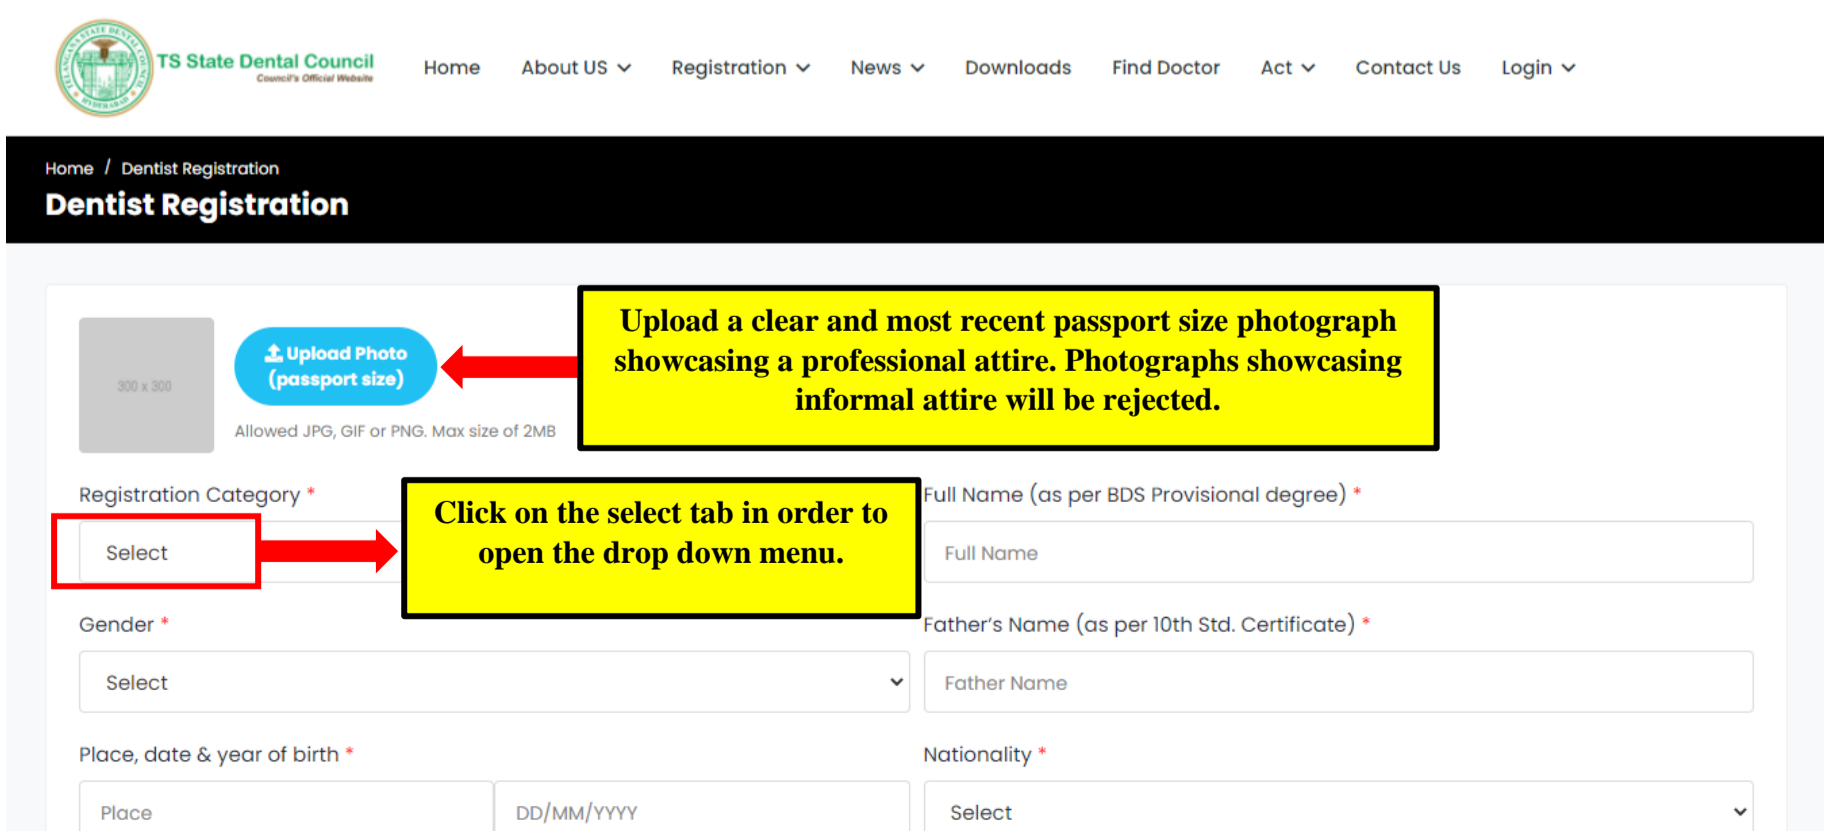 TELANGANA STATE DENTAL COUNCIL
HYDERABAD
TS State Dental Council
Council's Official Website
Home About US Registration News Downloads Find Doctor Act Contact Us Login
Home / Dentist Registration
Dentist Registration
300 x 300
Upload Photo
(passport size)
Allowed JPG, GIF or PNG. Max size of 2MB
Upload a clear and most recent passport size photograph
showcasing a professional attire. Photographs showcasing
informal attire will be rejected.
Registration Category *
Select
Click on the select tab in order to
open the drop down menu.
Full Name (as per BDS Provisional degree) *
Full Name
Gender *
Select
Father's Name (as per 10th Std. Certificate) *
Father Name
Place, date & year of birth *
Place
DD/MM/YYYY
Nationality *
Select